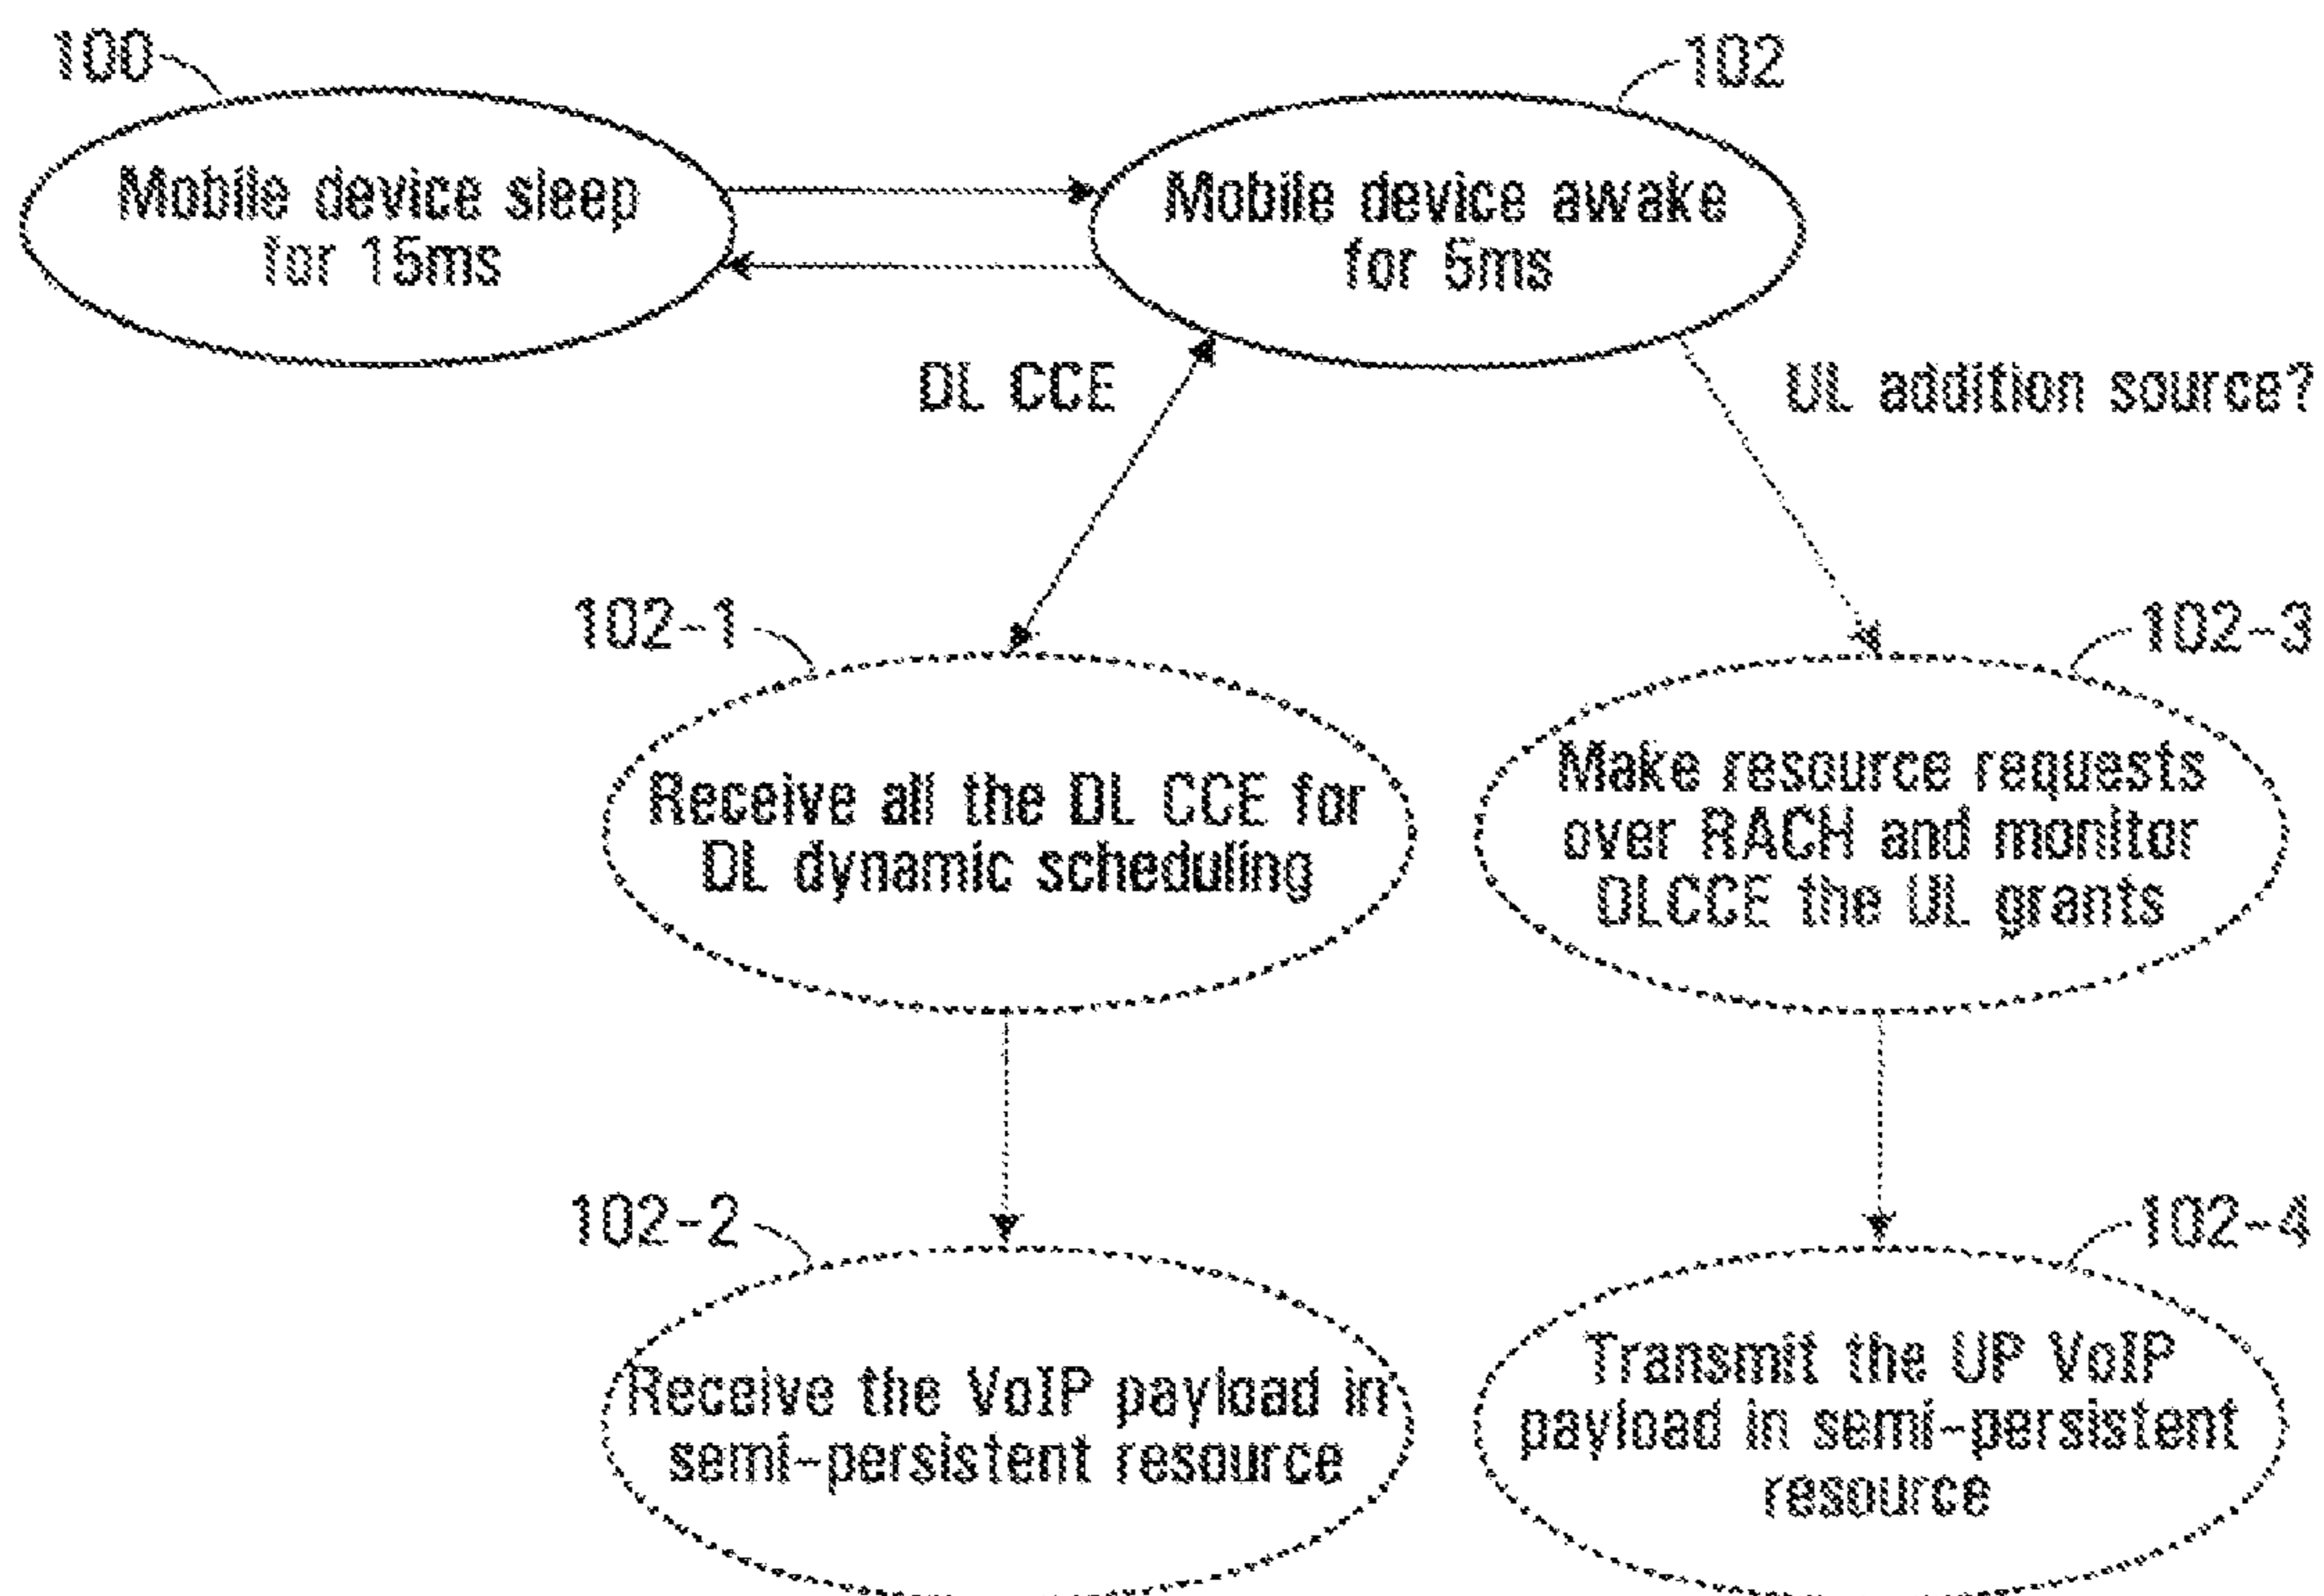 100
102
Mobile device sleep
for 15ms
Mobile device awake
for 5ms
DL CCE
UL addition source?
102-1
102-3
Receive all the DL CCE for
DL dynamic scheduling
Make resource requests
over RACH and monitor
DLCCE the UL grants
102-2
102-4
Receive the VoIP payload in
semi-persistent resource
Transmit the UP VoIP
payload in semi-persistent
resource